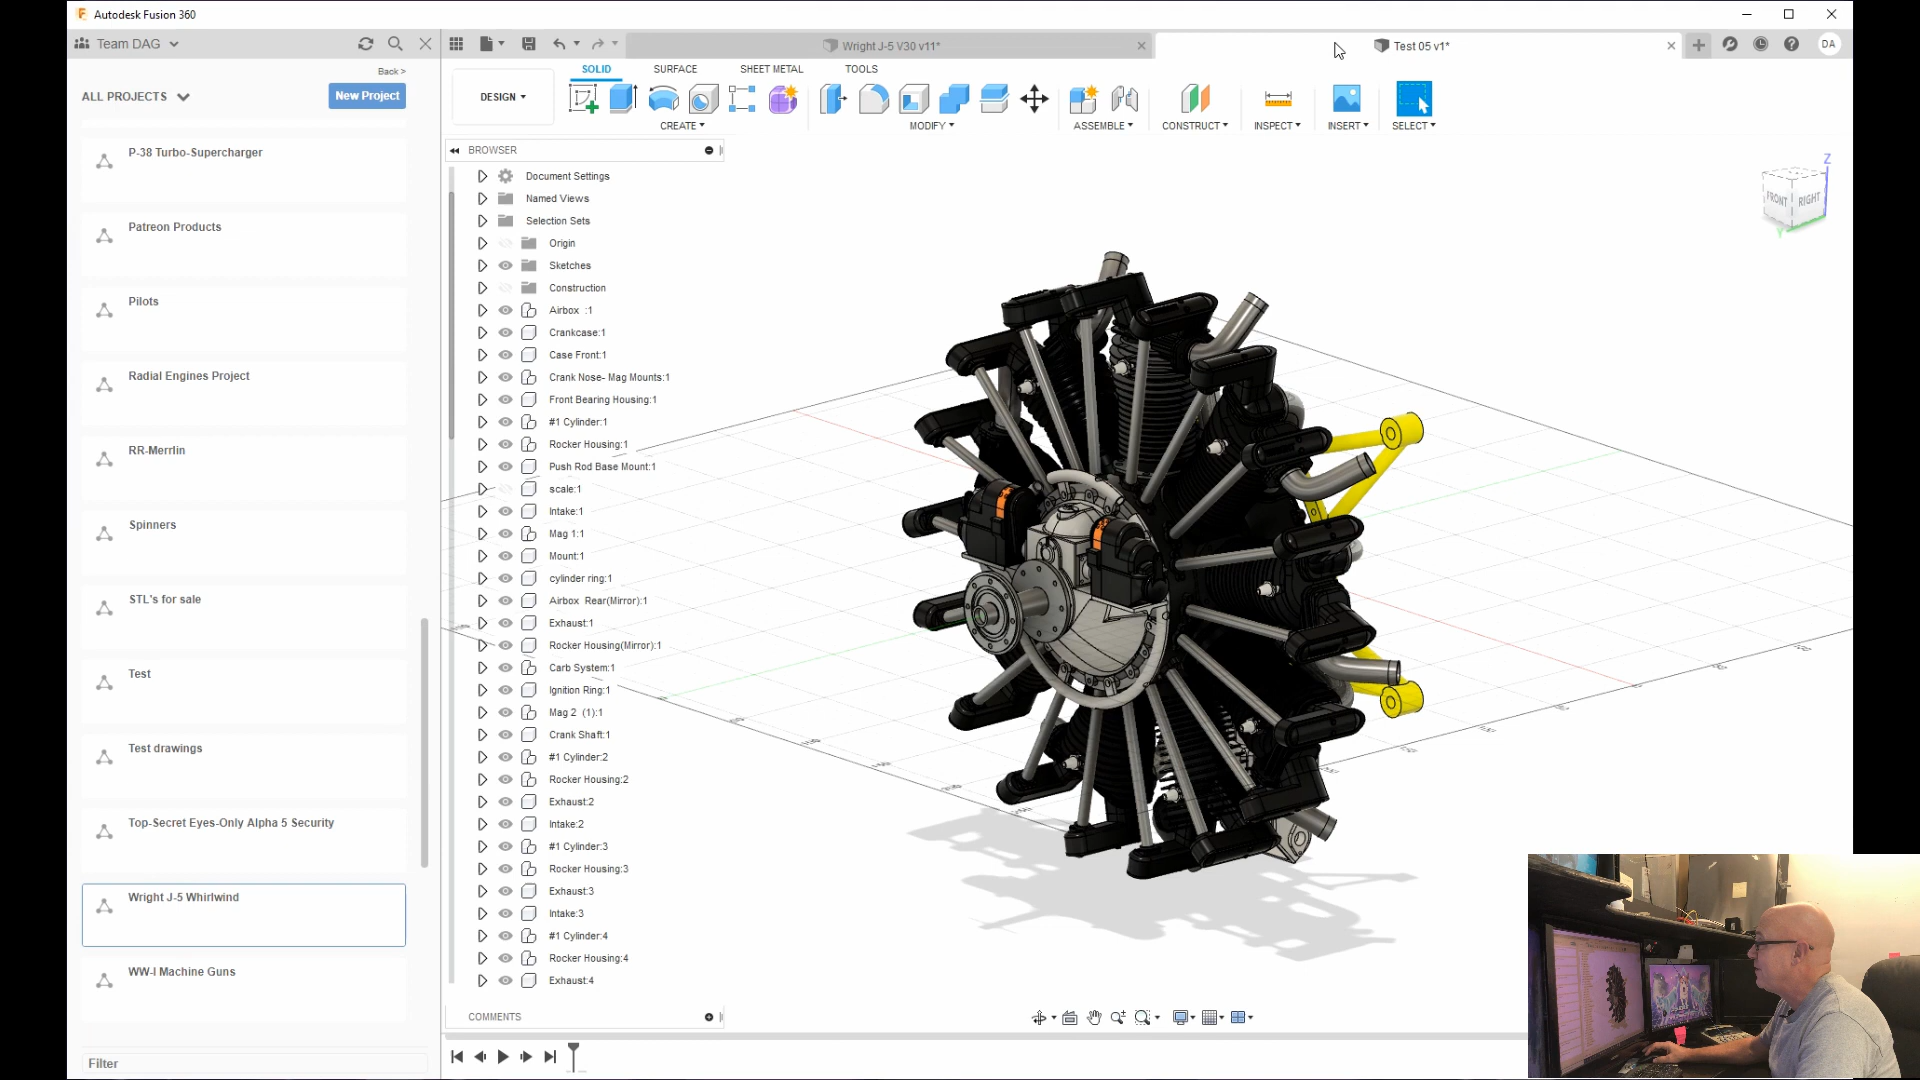 Autodesk Fusion 360
Team DAG
Wright J-5 V30 v11*
Test 05 v1*
DA
Back >
ALL PROJECTS
New Project
P-38 Turbo-Supercharger
Patreon Products
Pilots
Radial Engines Project
RR-Merrlin
Spinners
STL's for sale
Test
Test drawings
Top-Secret Eyes-Only Alpha 5 Security
Wright J-5 Whirlwind
WW-I Machine Guns
Filter
DESIGN
SOLID SURFACE SHEET METAL TOOLS
CREATE MODIFY ASSEMBLE CONSTRUCT INSPECT INSERT SELECT
BROWSER
Document Settings
Named Views
Selection Sets
Origin
Sketches
Construction
Airbox :1
Crankcase:1
Case Front:1
Crank Nose- Mag Mounts:1
Front Bearing Housing:1
#1 Cylinder:1
Rocker Housing:1
Push Rod Base Mount:1
scale:1
Intake:1
Mag 1:1
Mount:1
cylinder ring:1
Airbox Rear(Mirror):1
Exhaust:1
Rocker Housing(Mirror):1
Carb System:1
Ignition Ring:1
Mag 2 (1):1
Crank Shaft:1
#1 Cylinder:2
Rocker Housing:2
Exhaust:2
Intake:2
#1 Cylinder:3
Rocker Housing:3
Exhaust:3
Intake:3
#1 Cylinder:4
Rocker Housing:4
Exhaust:4
COMMENTS
Z
FRONT RIGHT
Y